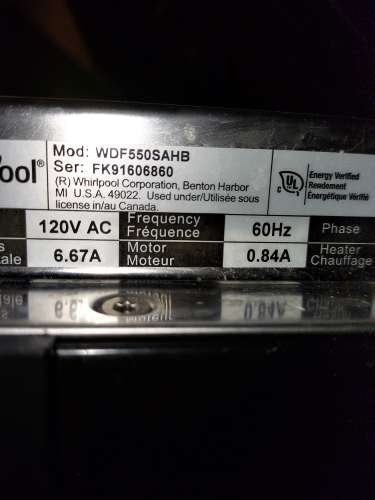 Mod: WDF550SAHB
ool® Ser: FK91606860
(R) Whirlpool Corporation, Benton Harbor
MI U.S.A. 49022. Used under/Utilisée sous
license in/au Canada.
c UL Energy Verified
Rendement
Énergétique Vérifié
120V AC Frequency Fréquence 60Hz Phase
6.67A Motor Moteur 0.84A Heater Chauffage